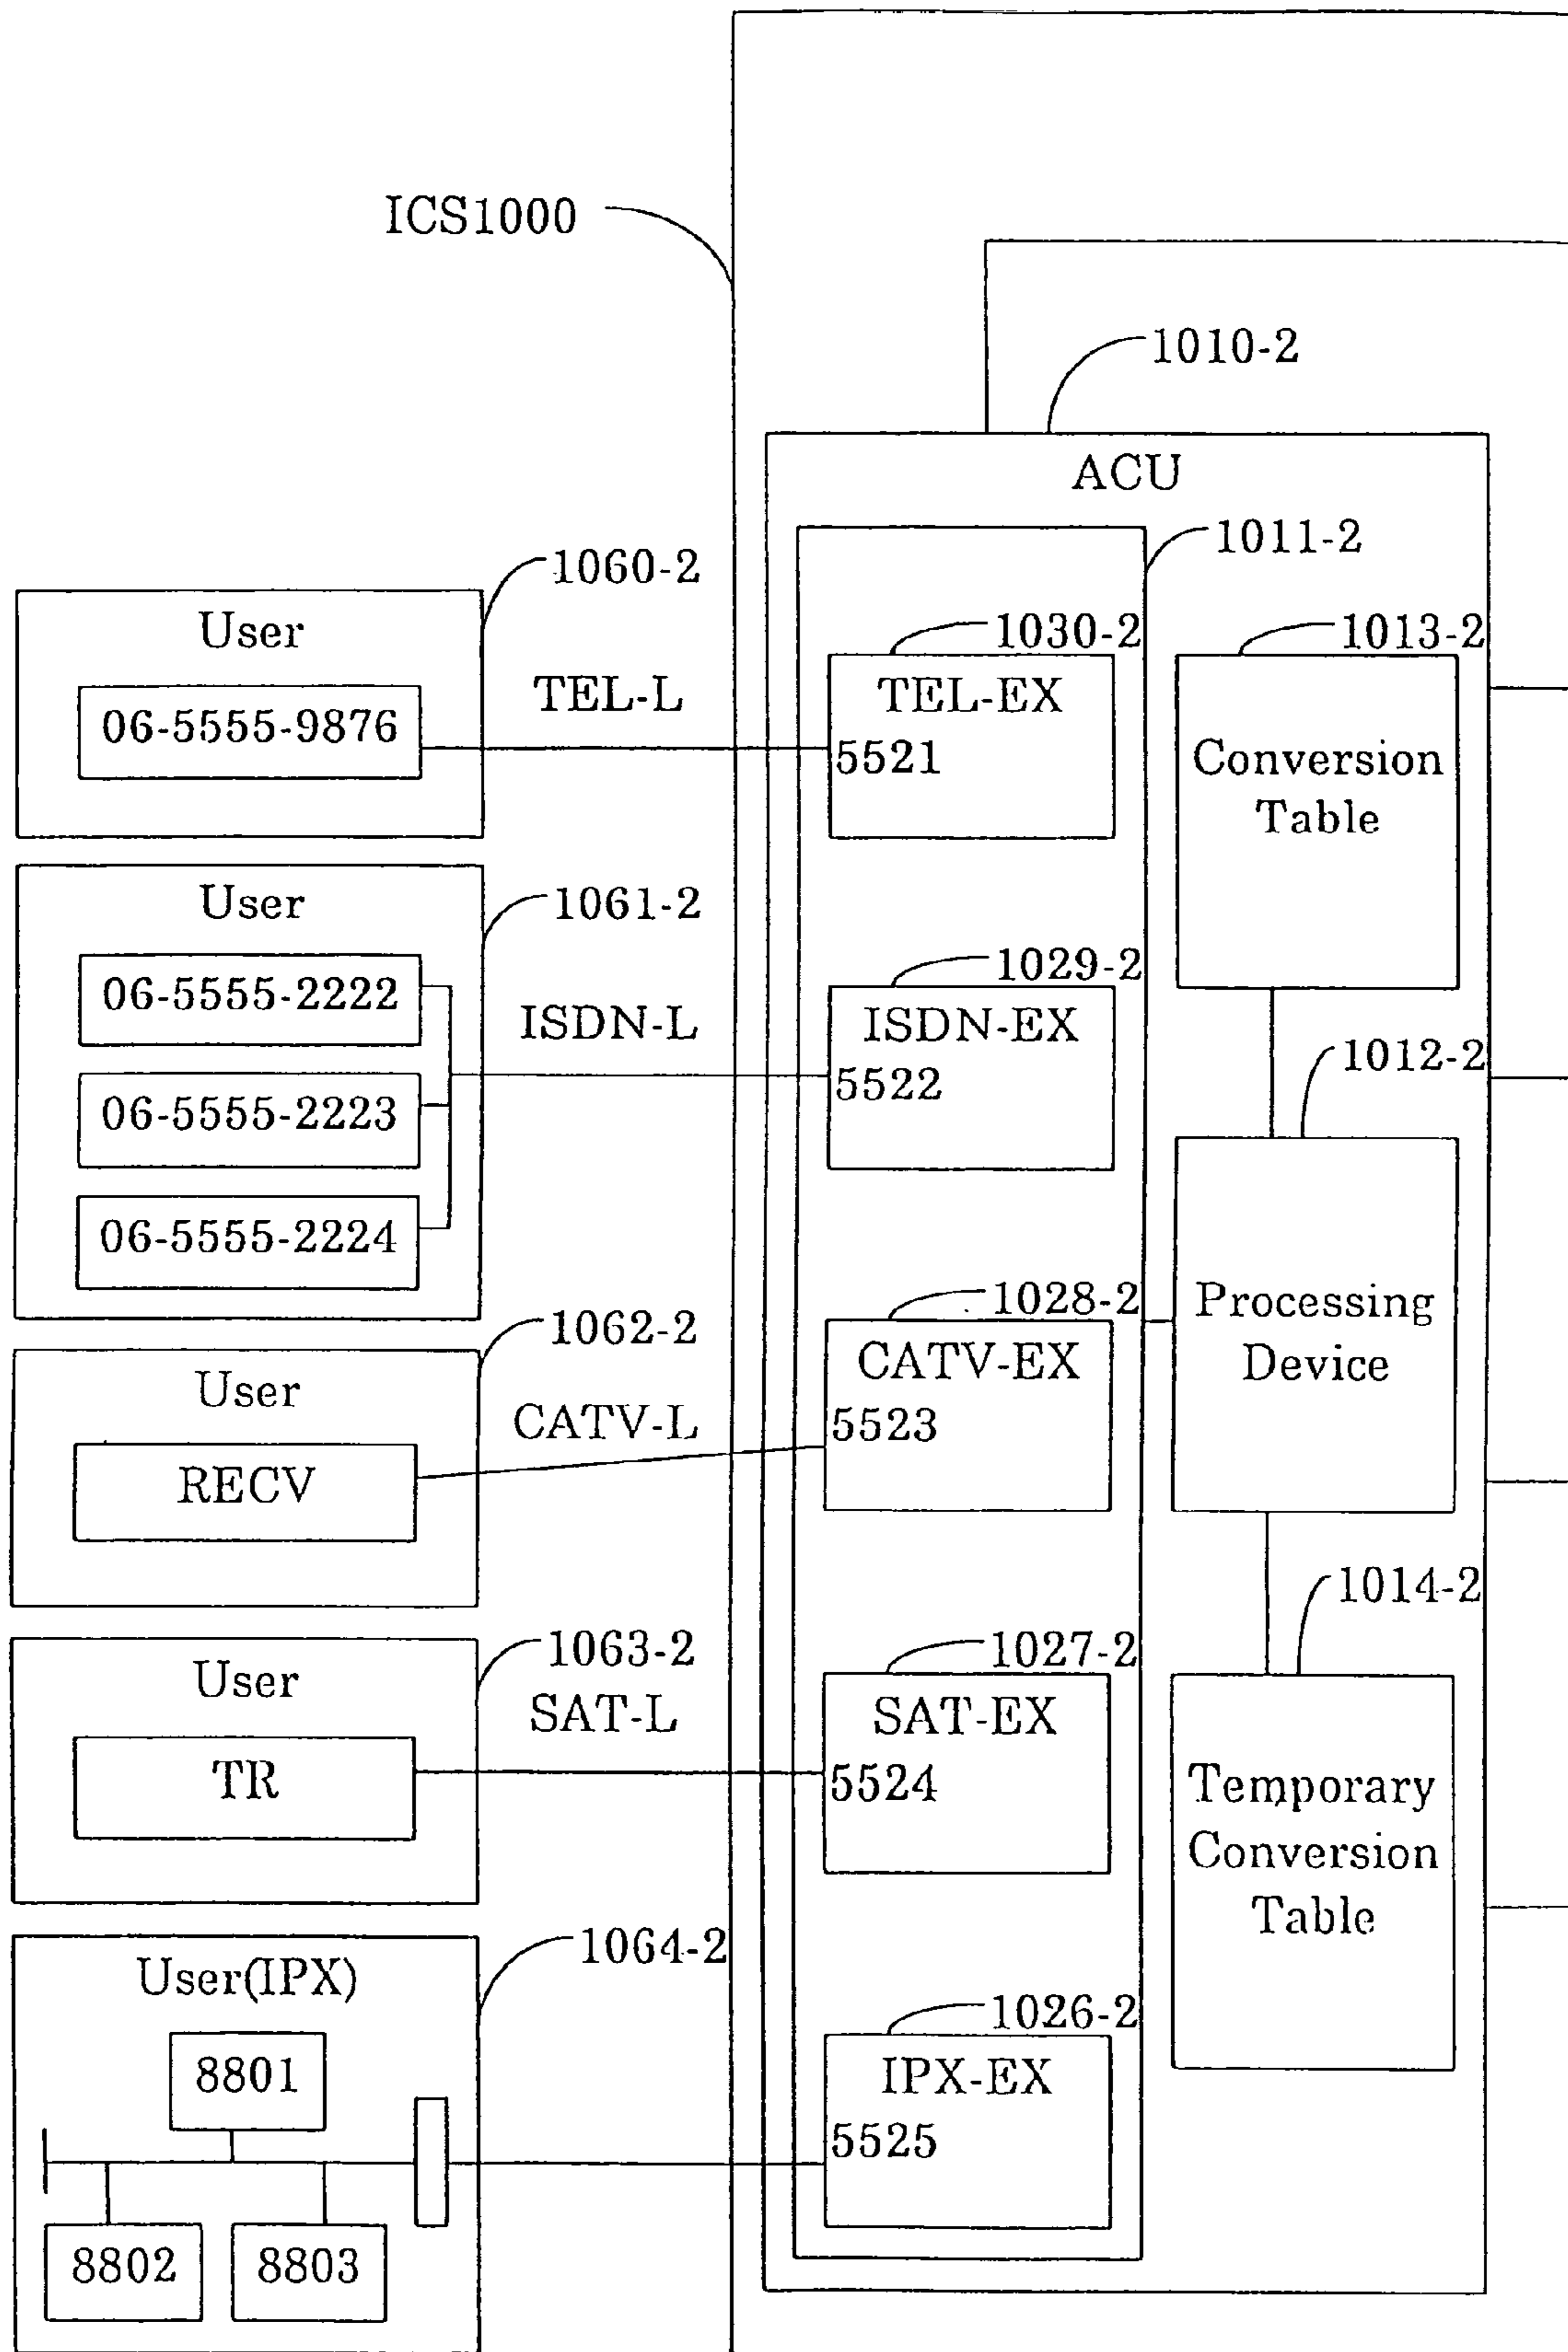 ICS1000
1010-2
ACU
1011-2
1060-2
User
06-5555-9876
TEL-L
1030-2
TEL-EX
5521
1013-2
Conversion
Table
1061-2
User
06-5555-2222
06-5555-2223
06-5555-2224
ISDN-L
1029-2
ISDN-EX
5522
1012-2
Processing
Device
1062-2
User
RECV
CATV-L
1028-2
CATV-EX
5523
1063-2
User
TR
SAT-L
1027-2
SAT-EX
5524
1014-2
Temporary
Conversion
Table
1064-2
User(IPX)
8801
8802
8803
1026-2
IPX-EX
5525